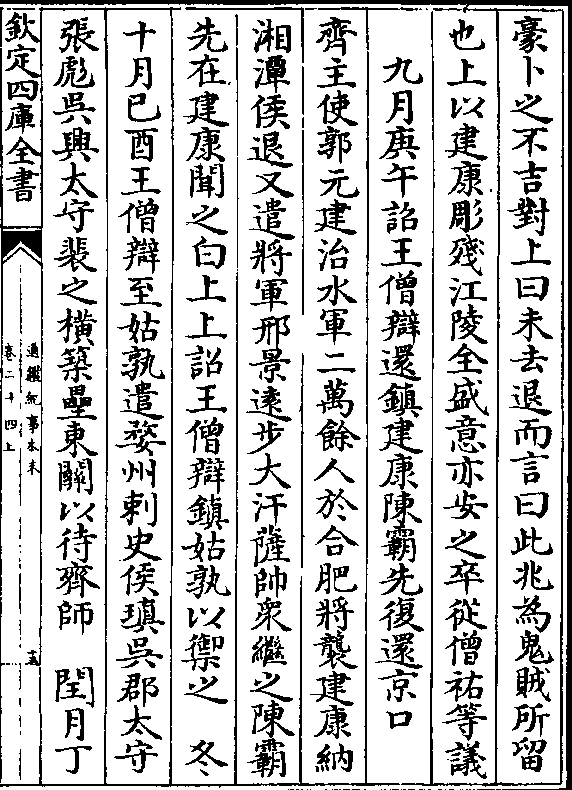 豪卜之不吉對上曰未去退而言曰此兆為鬼賊所留
也上以建康彫殘江陵全盛意亦安之卒從僧祐等議
九月庚午詔王僧辯還鎮建康陳霸先復還京口
齊主使郭元建治水軍二萬餘人於合肥將襲建康納
湘潭侯退又遣將軍邢景遠步大汗薩帥衆繼之陳霸
先在建康聞之白上上詔王僧辯鎮姑孰以禦之　冬
十月己酉王僧辯至姑孰遣婺州刺史侯瑱吳郡太守
張彪吳興太守裴之橫築壘東關以待齊師　閏月丁
欽定四庫全書
通鑑紀事本末
卷二十四上
十五